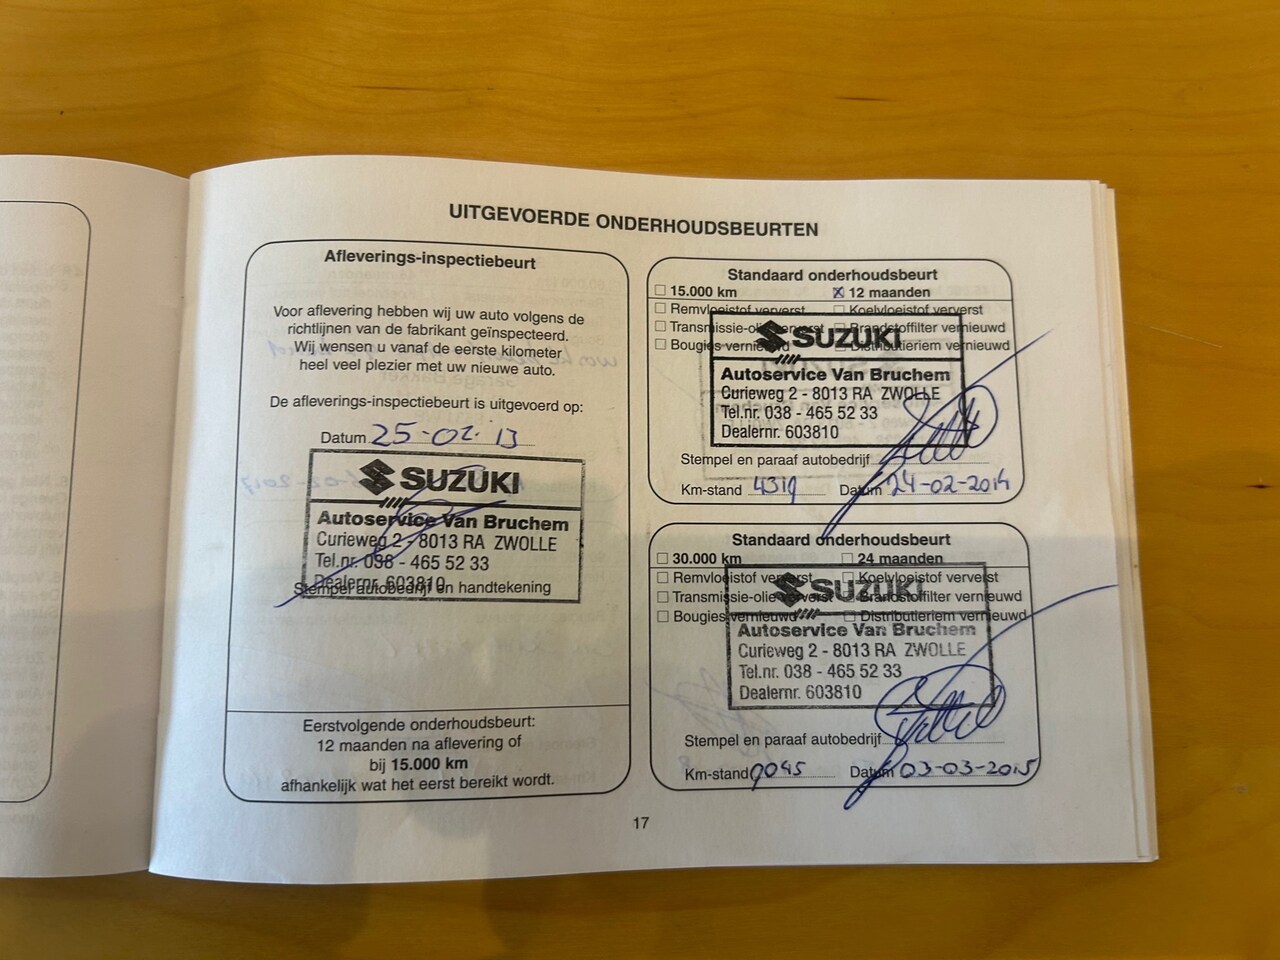 UITGEVOERDE ONDERHOUDSBEURTEN
Afleverings-inspectiebeurt
Voor aflevering hebben wij uw auto volgens de
richtlijnen van de fabrikant geïnspecteerd.
Wij wensen u vanaf de eerste kilometer
heel veel plezier met uw nieuwe auto.
De afleverings-inspectiebeurt is uitgevoerd op:
Datum 25-02-13
SUZUKI
Autoservice Van Bruchem
Curieweg 2 - 8013 RA ZWOLLE
Tel.nr. 038 - 465 52 33
Dealernr. 603810
Stempel autobedrijf en handtekening
Eerstvolgende onderhoudsbeurt:
12 maanden na aflevering of
bij 15.000 km
afhankelijk wat het eerst bereikt wordt.
Standaard onderhoudsbeurt
15.000 km 12 maanden
Remvloeistof ververst Koelvloeistof ververst
Transmissie-olie ververst Brandstoffilter vernieuwd
Bougies vernieuwd Distributieriem vernieuwd
SUZUKI
Autoservice Van Bruchem
Curieweg 2 - 8013 RA ZWOLLE
Tel.nr. 038 - 465 52 33
Dealernr. 603810
Stempel en paraaf autobedrijf
Km-stand 4319 Datum 24-02-2014
Standaard onderhoudsbeurt
30.000 km 24 maanden
Remvloeistof ververst Koelvloeistof ververst
Transmissie-olie ververst Brandstoffilter vernieuwd
Bougies vernieuwd Distributieriem vernieuwd
SUZUKI
Autoservice Van Bruchem
Curieweg 2 - 8013 RA ZWOLLE
Tel.nr. 038 - 465 52 33
Dealernr. 603810
Stempel en paraaf autobedrijf
Km-stand 9045 Datum 03-03-2015
17